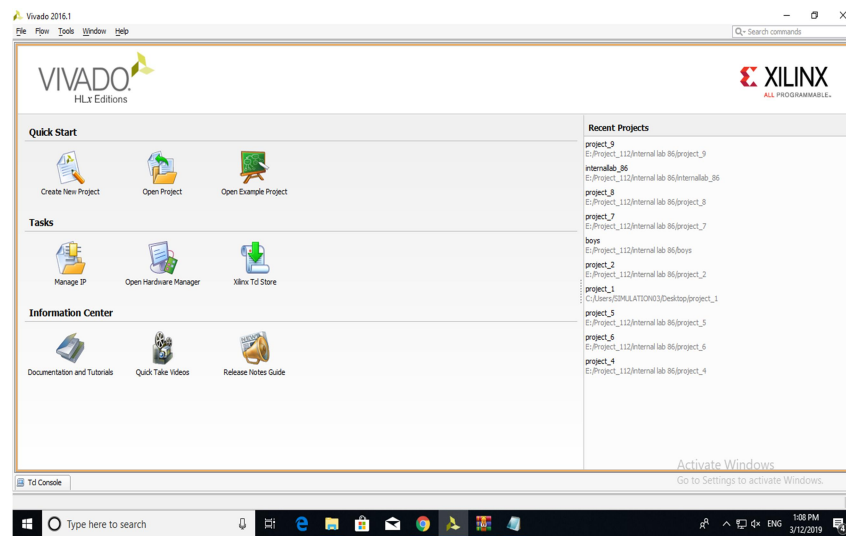 Vivado 2016.1
File Flow Tools Window Help
Q- Search commands
VIVADO.
HLx Editions
XILINX
ALL PROGRAMMABLE.
Quick Start
Create New Project
Open Project
Open Example Project
Tasks
Manage IP
Open Hardware Manager
Xilinx Tcl Store
Information Center
Documentation and Tutorials
Quick Take Videos
Release Notes Guide
Recent Projects
project_9
E:/Project_112/internal lab 86/project_9
internallab_86
E:/Project_112/internal lab 86/internallab_86
project_8
E:/Project_112/internal lab 86/project_8
project_7
E:/Project_112/internal lab 86/project_7
boys
E:/Project_112/internal lab 86/boys
project_2
E:/Project_112/internal lab 86/project_2
project_1
C:/Users/SIMULATION03/Desktop/project_1
project_5
E:/Project_112/internal lab 86/project_5
project_6
E:/Project_112/internal lab 86/project_6
project_4
E:/Project_112/internal lab 86/project_4
Activate Windows
Go to Settings to activate Windows.
Tcl Console
Type here to search
ENG
1:08 PM
3/12/2019
4